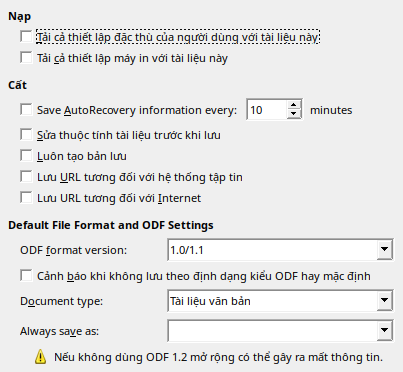 Nạp
Tải cả thiết lập đặc thù của người dùng với tài liệu này
Tải cả thiết lập máy in với tài liệu này
Cất
Save AutoRecovery information every: 10 minutes
Sửa thuộc tính tài liệu trước khi lưu
Luôn tạo bản lưu
Lưu URL tương đối với hệ thống tập tin
Lưu URL tương đối với Internet
Default File Format and ODF Settings
ODF format version: 1.0/1.1
Cảnh báo khi không lưu theo định dạng kiểu ODF hay mặc định
Document type: Tài liệu văn bản
Always save as:
Nếu không dùng ODF 1.2 mở rộng có thể gây ra mất thông tin.